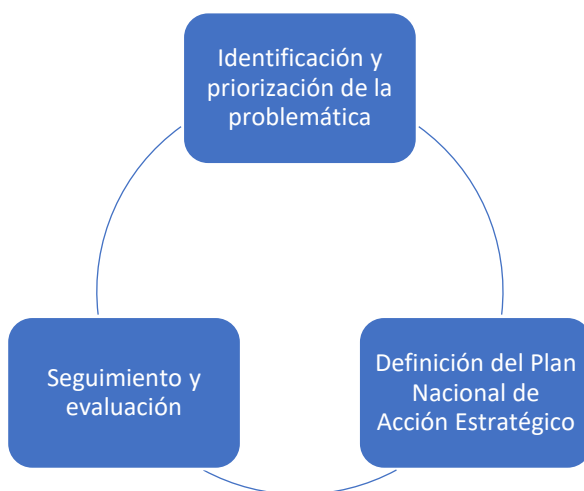 Identificación y
priorización de la
problemática
Definición del Plan
Nacional de
Acción Estratégico
Seguimiento y
evaluación